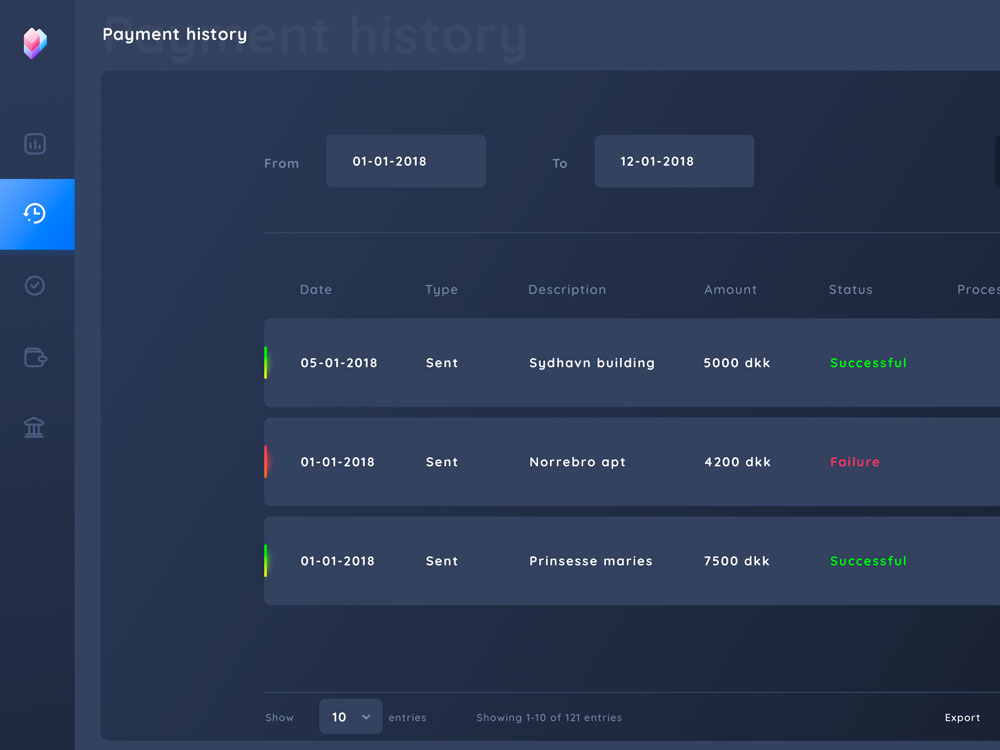 Payment history
Payment history
From 01-01-2018 To 12-01-2018
Date Type Description Amount Status Proces
05-01-2018 Sent Sydhavn building 5000 dkk Successful
01-01-2018 Sent Norrebro apt 4200 dkk Failure
01-01-2018 Sent Prinsesse maries 7500 dkk Successful
Show 10 entries Showing 1-10 of 121 entries Export